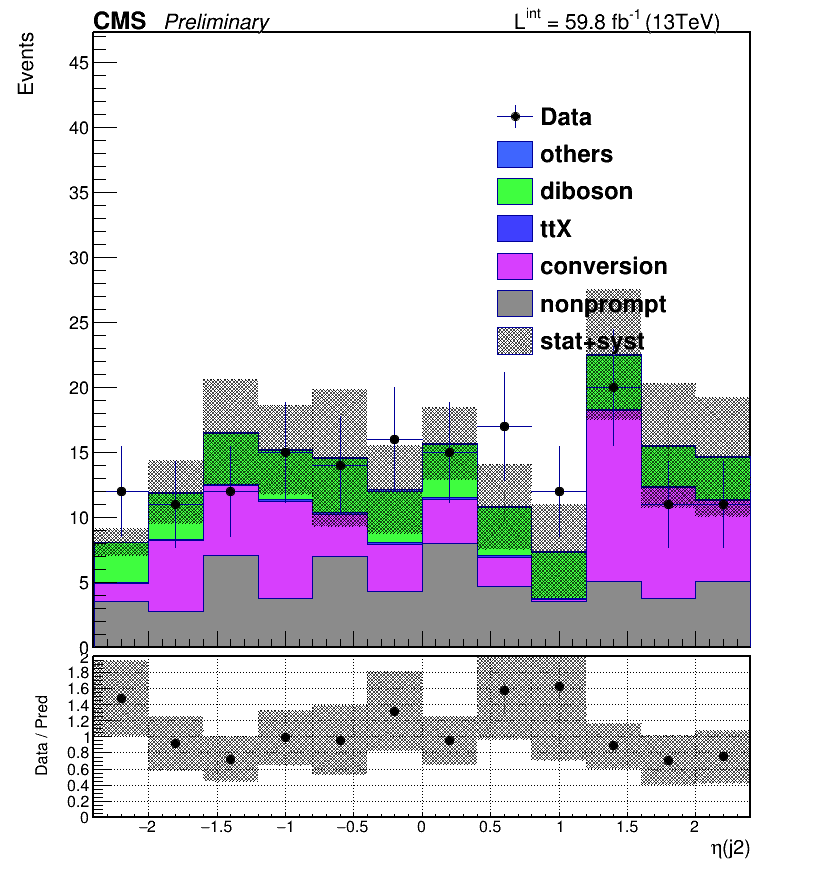 CMS Preliminary L^int = 59.8 fb^-1 (13TeV)
Events
45
40
35
30
25
20
15
10
5
0
Data
others
diboson
ttX
conversion
nonprompt
stat+syst
Data / Pred
2
1.8
1.6
1.4
1.2
1
0.8
0.6
0.4
0.2
0
−2 −1.5 −1 −0.5 0 0.5 1 1.5 2
η(j2)